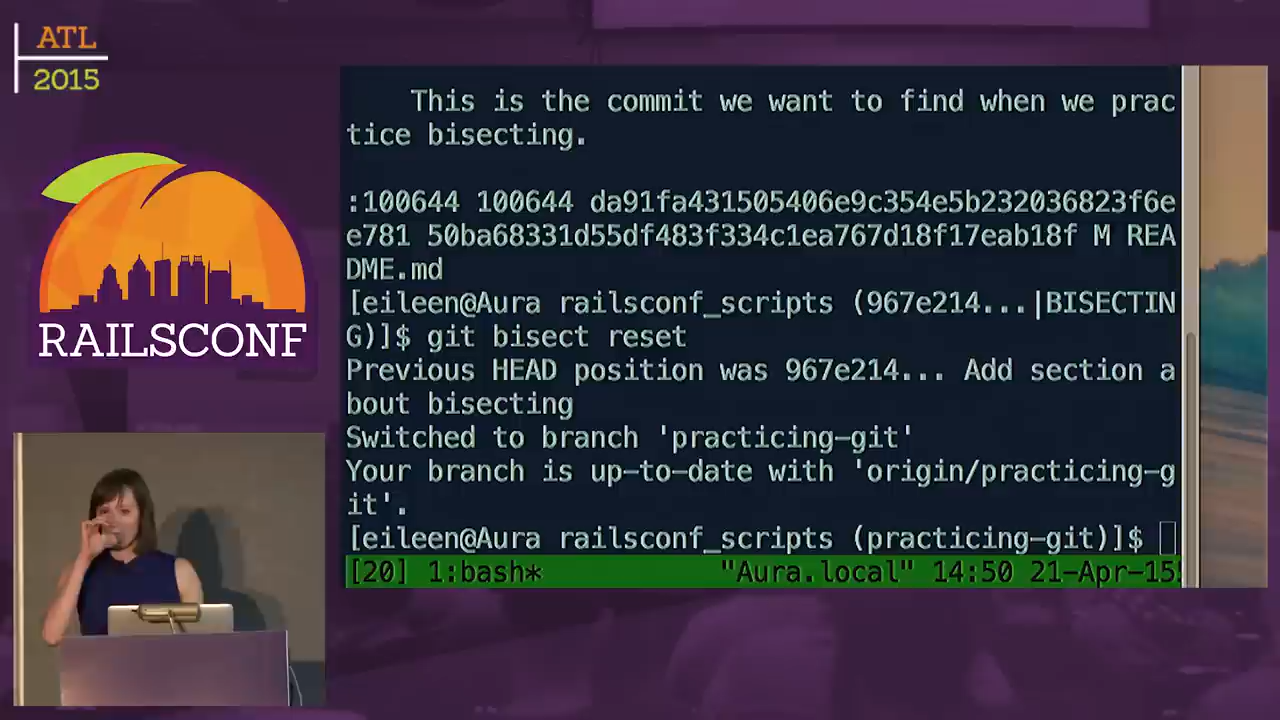 ATL
2015
RAILSCONF
This is the commit we want to find when we prac
tice bisecting.
:100644 100644 da91fa431505406e9c354e5b232036823f6e
e781 50ba68331d55df483f334c1ea767d18f17eab18f M REA
DME.md
[eileen@Aura railsconf_scripts (967e214...|BISECTIN
G)]$ git bisect reset
Previous HEAD position was 967e214... Add section a
bout bisecting
Switched to branch 'practicing-git'
Your branch is up-to-date with 'origin/practicing-g
it'.
[eileen@Aura railsconf_scripts (practicing-git)]$
[20] 1:bash* "Aura.local" 14:50 21-Apr-15